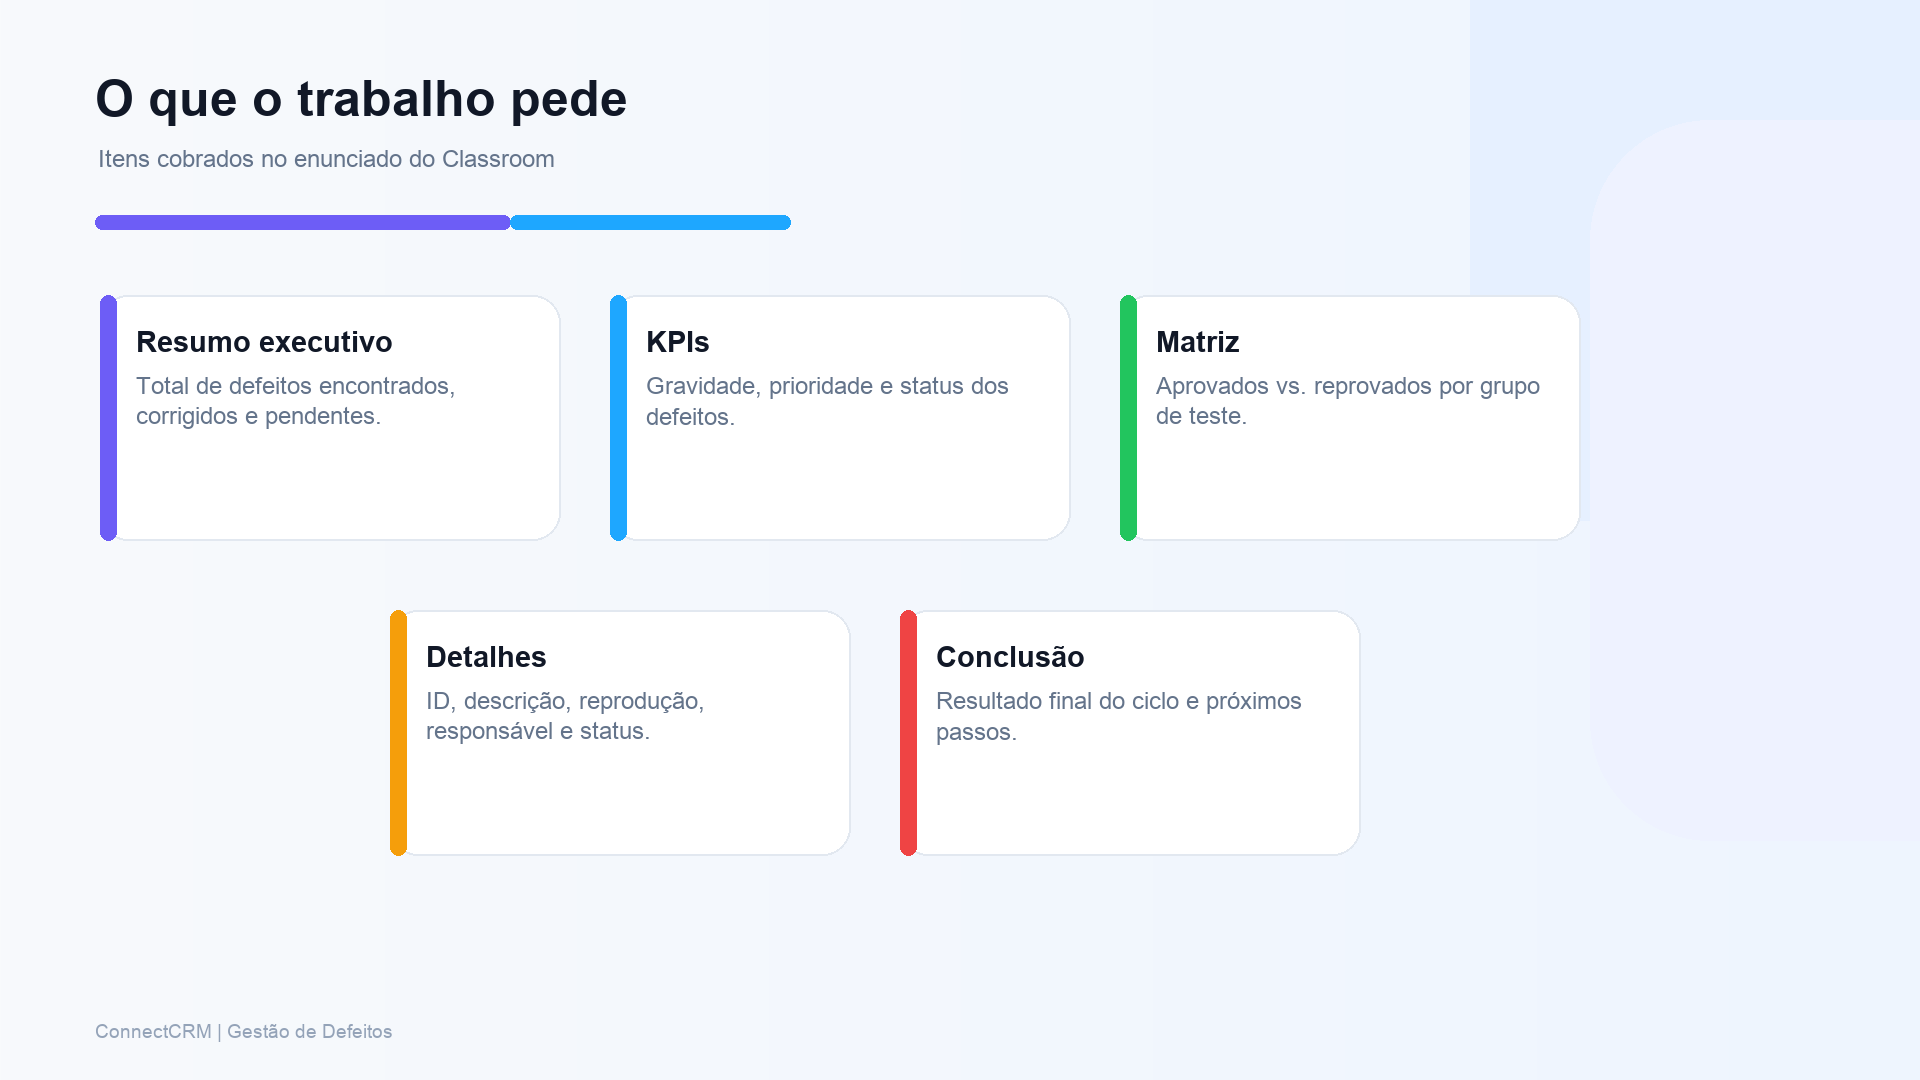 O que o trabalho pede
Itens cobrados no enunciado do Classroom
Resumo executivo
Total de defeitos encontrados,
corrigidos e pendentes.
KPIs
Gravidade, prioridade e status dos
defeitos.
Matriz
Aprovados vs. reprovados por grupo
de teste.
Detalhes
ID, descrição, reprodução,
responsável e status.
Conclusão
Resultado final do ciclo e próximos
passos.
ConnectCRM | Gestão de Defeitos